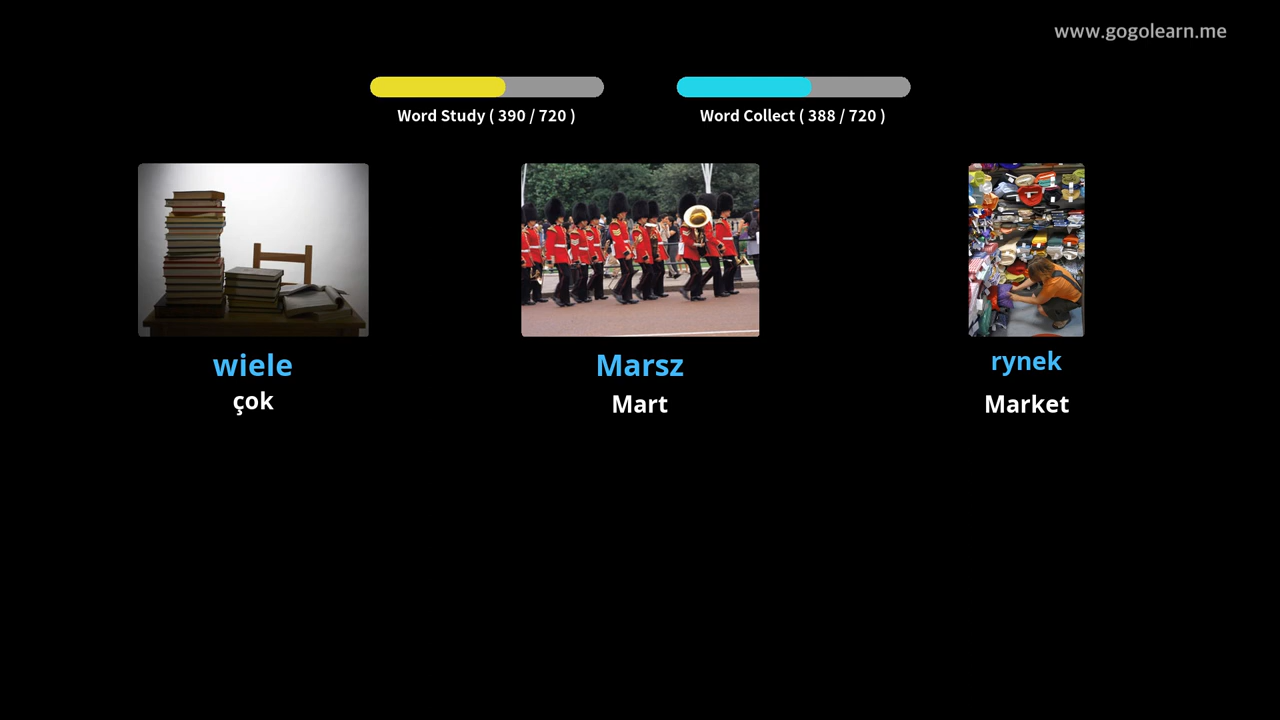 www.gogolearn.me
Word Study ( 390 / 720 )
Word Collect ( 388 / 720 )
wiele
çok
Marsz
Mart
rynek
Market